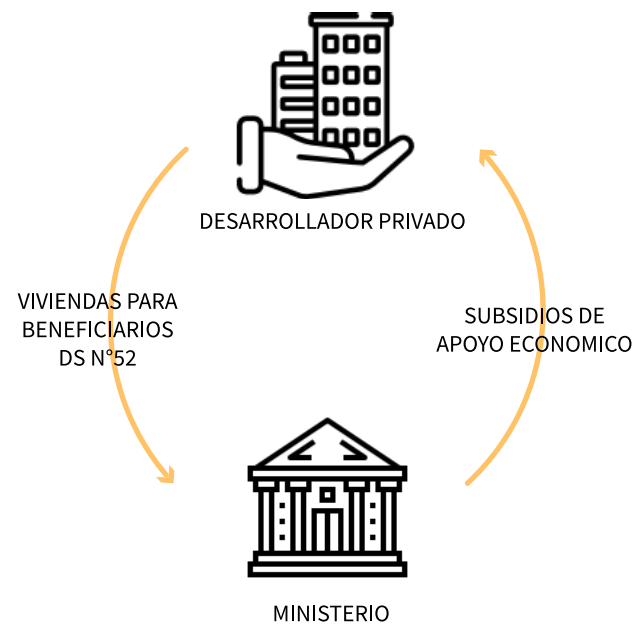 DESARROLLADOR PRIVADO
VIVIENDAS PARA
BENEFICIARIOS
DS N°52
SUBSIDIOS DE
APOYO ECONOMICO
MINISTERIO